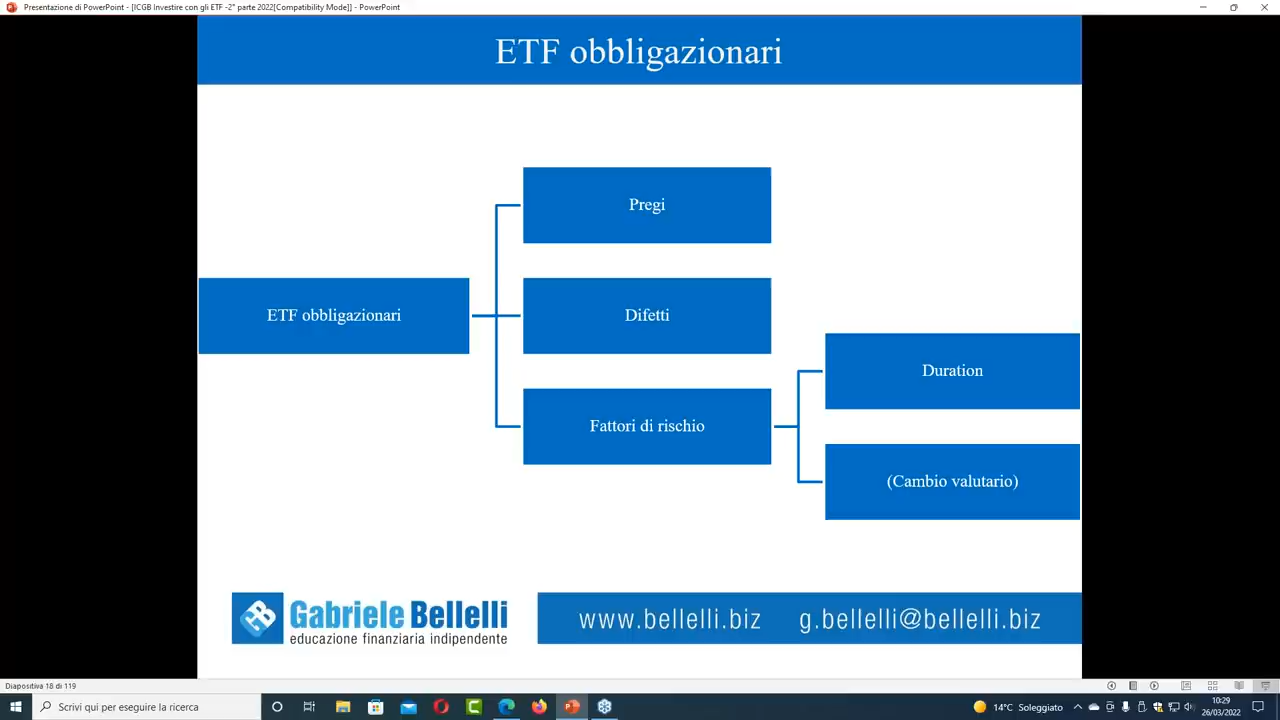 Presentazione di PowerPoint - [ICGB Investire con gli ETF -2° parte 2022[Compatibility Mode]] - PowerPoint
ETF obbligazionari
Pregi
ETF obbligazionari
Difetti
Duration
Fattori di rischio
(Cambio valutario)
Gabriele Bellelli
educazione finanziaria indipendente
www.bellelli.biz g.bellelli@bellelli.biz
Diapositiva 18 di 119
Scrivi qui per eseguire la ricerca
14°C Soleggiato
10:29
26/03/2022